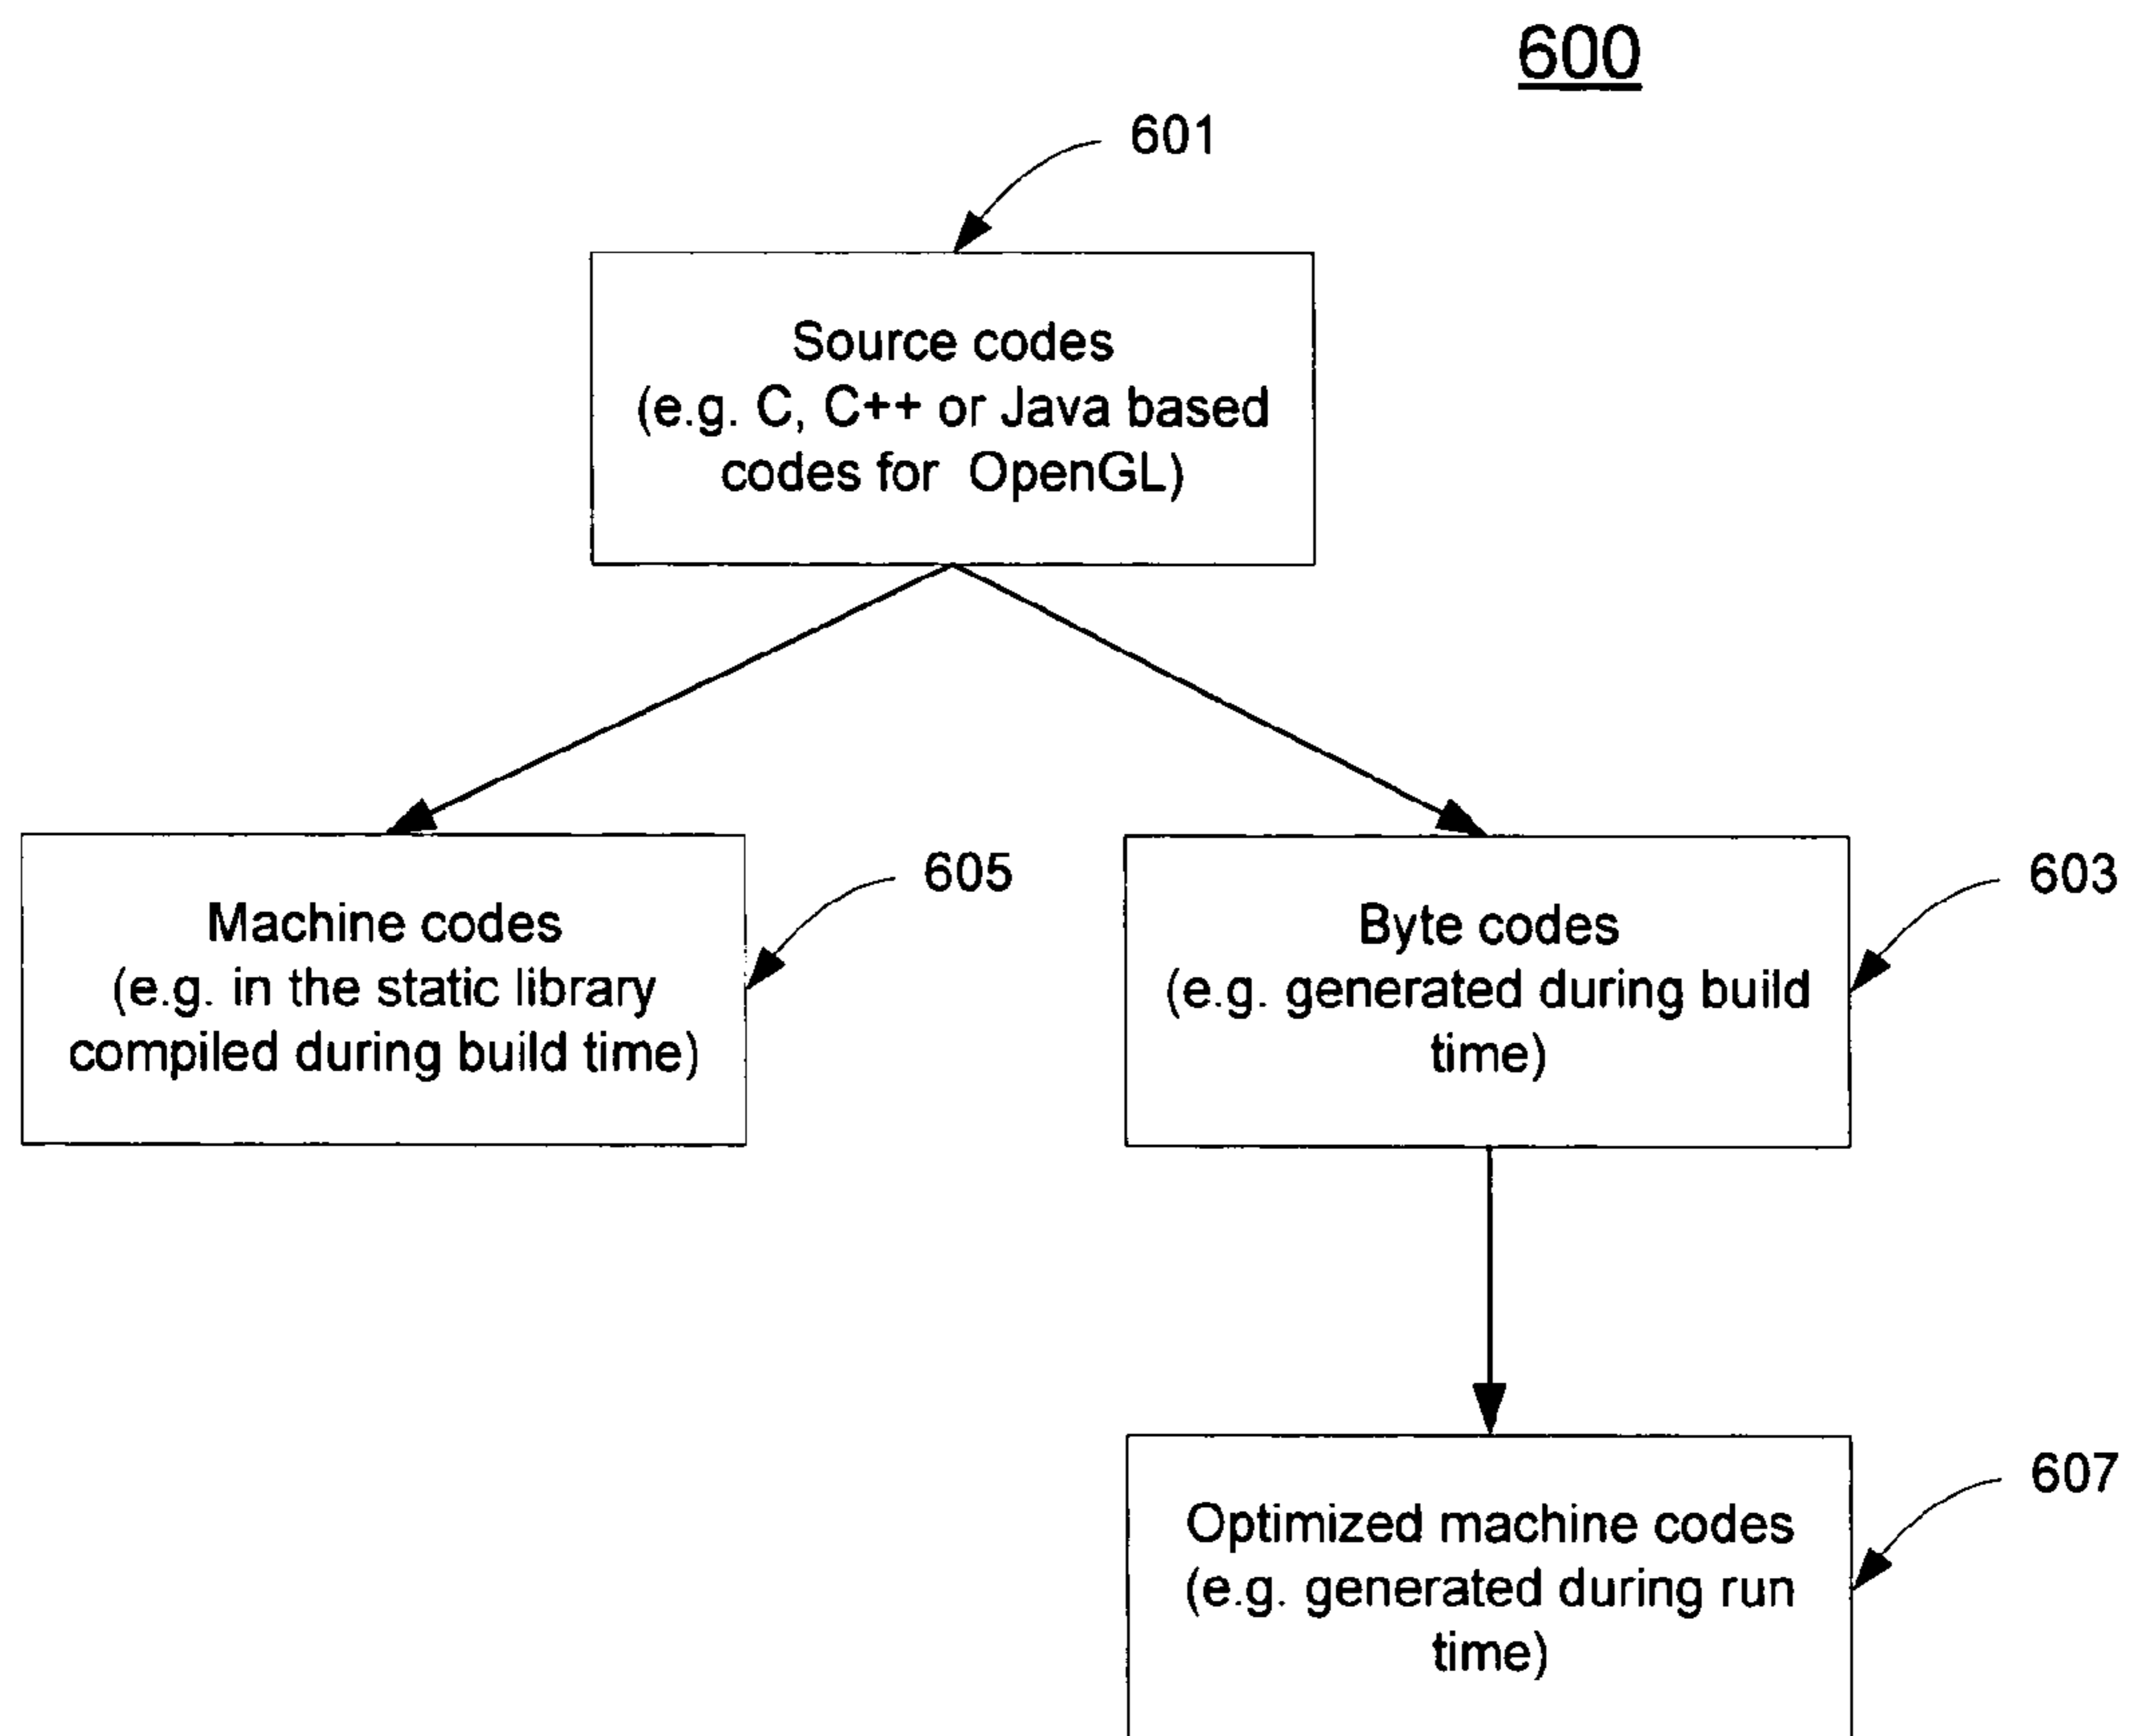 600
601
Source codes
(e.g. C, C++ or Java based
codes for OpenGL)
605
603
Machine codes
(e.g. in the static library
compiled during build time)
Byte codes
(e.g. generated during build
time)
607
Optimized machine codes
(e.g. generated during run
time)